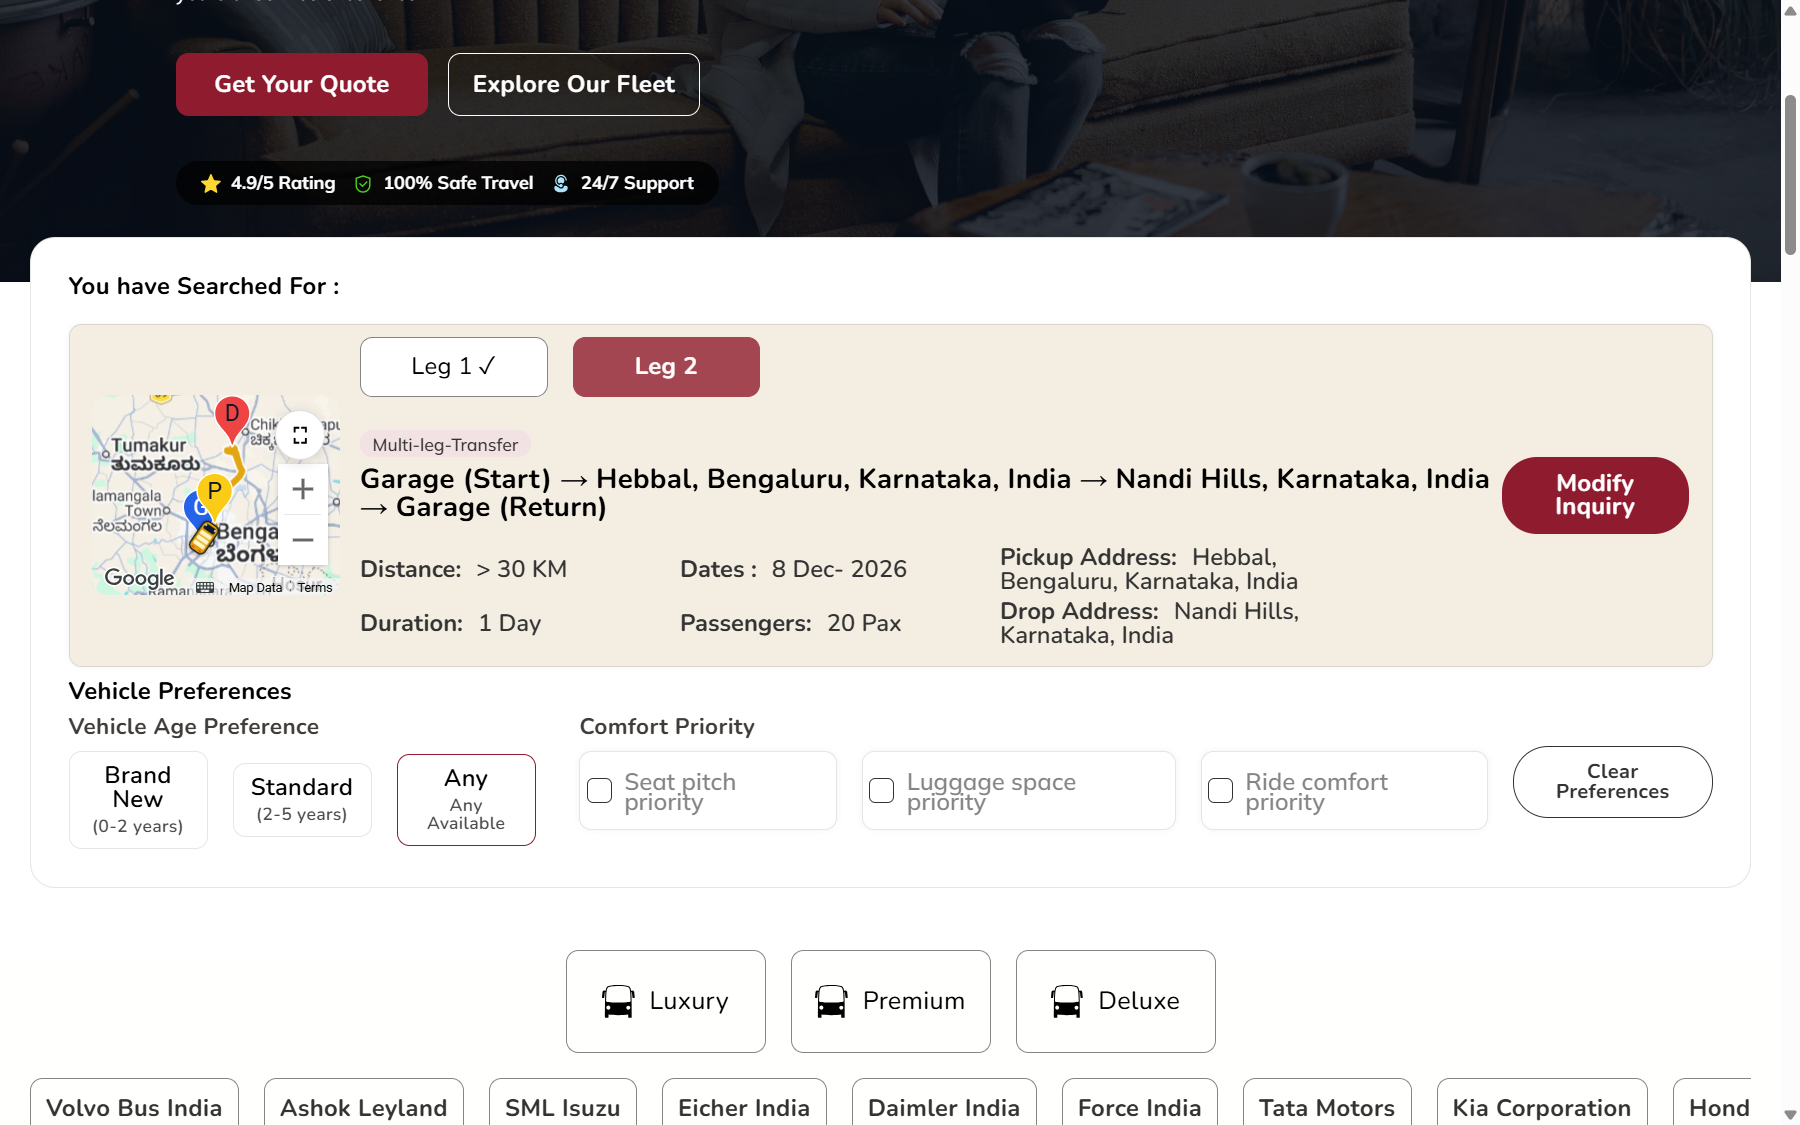 Get Your Quote
Explore Our Fleet
4.9/5 Rating
100% Safe Travel
24/7 Support
You have Searched For :
Leg 1 ✓
Leg 2
D
P
G
Tumakur
ತುಮಕೂರು
Town
ನೆಲಮಂಗಲ
Google
Map Data
Terms
Multi-leg-Transfer
Garage (Start) → Hebbal, Bengaluru, Karnataka, India → Nandi Hills, Karnataka, India
→ Garage (Return)
Modify
Inquiry
Distance: > 30 KM
Dates : 8 Dec- 2026
Pickup Address: Hebbal,
Bengaluru, Karnataka, India
Duration: 1 Day
Passengers: 20 Pax
Drop Address: Nandi Hills,
Karnataka, India
Vehicle Preferences
Vehicle Age Preference
Brand
New
(0-2 years)
Standard
(2-5 years)
Any
Any
Available
Comfort Priority
Seat pitch
priority
Luggage space
priority
Ride comfort
priority
Clear
Preferences
Luxury
Premium
Deluxe
Volvo Bus India
Ashok Leyland
SML Isuzu
Eicher India
Daimler India
Force India
Tata Motors
Kia Corporation
Hond